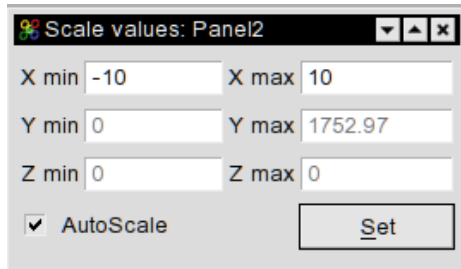 Scale values: Panel2
X min -10 X max 10
Y min 0 Y max 1752.97
Z min 0 Z max 0
AutoScale Set